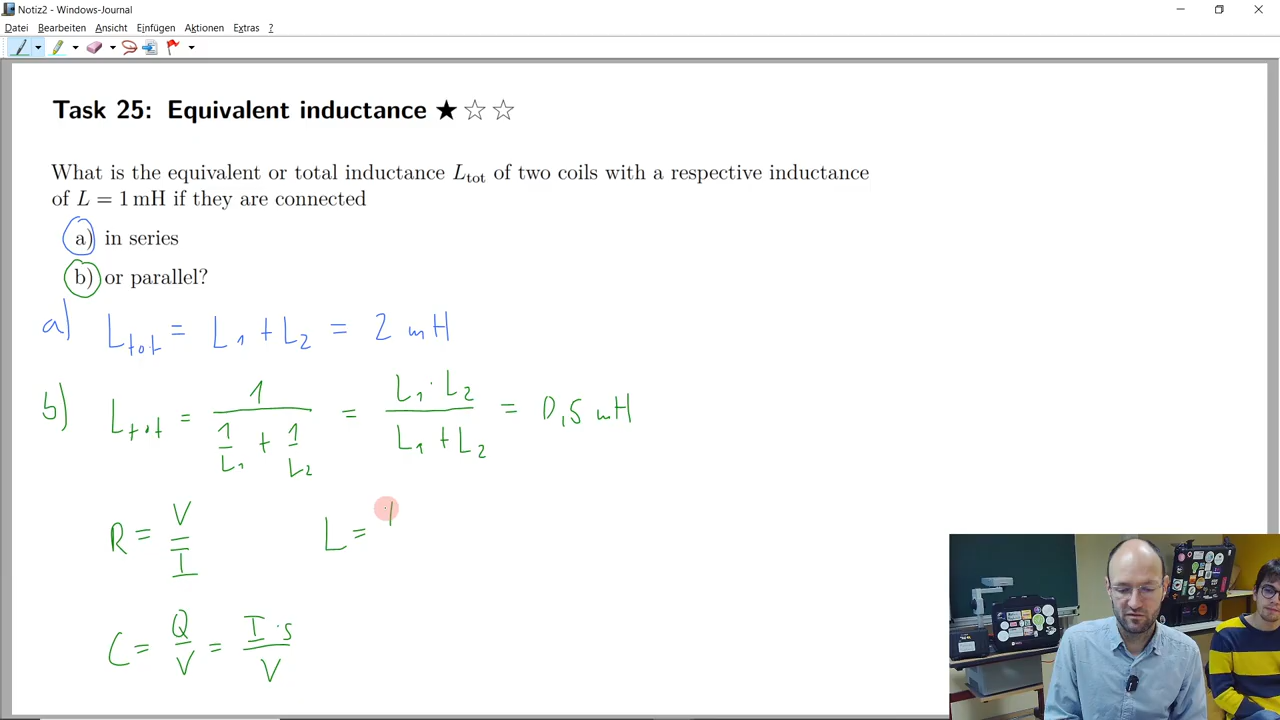 Notiz2 - Windows-Journal
Datei Bearbeiten Ansicht Einfügen Aktionen Extras ?
Task 25: Equivalent inductance ★☆☆
What is the equivalent or total inductance L_tot of two coils with a respective inductance
of L = 1 mH if they are connected
a) in series
b) or parallel?
a) L_tot = L_1 + L_2 = 2 mH
b) L_tot = 1 / (1/L_1 + 1/L_2) = (L_1 · L_2) / (L_1 + L_2) = 0,5 mH
R = V/I L =
C = Q/V = (I · s)/V